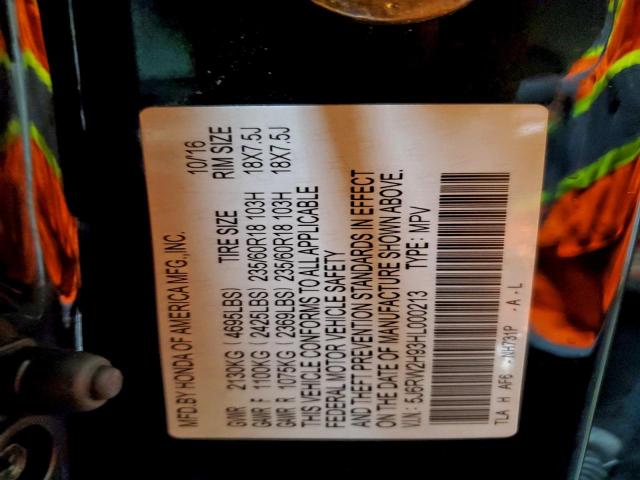 MFD.BY HONDA OF AMERICA MFG.,INC. 10/16
TIRE SIZE RIM SIZE
GVWR 2130KG ( 4695LBS)
GAWR F 1100KG ( 2425LBS) 235/60R18 103H 18X7.5J
GAWR R 1075KG ( 2369LBS) 235/60R18 103H 18X7.5J
THIS VEHICLE CONFORMS TO ALL APPLICABLE
FEDERAL MOTOR VEHICLE SAFETY
AND THEFT PREVENTION STANDARDS IN EFFECT
ON THE DATE OF MANUFACTURE SHOWN ABOVE.
V.I.N.: 5J6RW2H93HL000213 TYPE: MPV
TLA H AF6 - NH731P - A - L